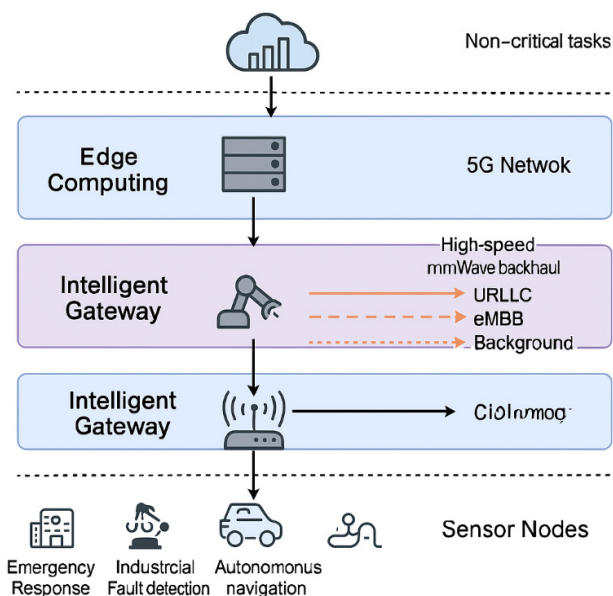 Non-critical tasks
Edge
Computing
5G Netwok
High-speed
mmWave backhaul
Intelligent
Gateway
URLLC
eMBB
Background
Intelligent
Gateway
Sensor Nodes
Emergency
Response
Industrcial
Fault detection
Autonomonus
navigation